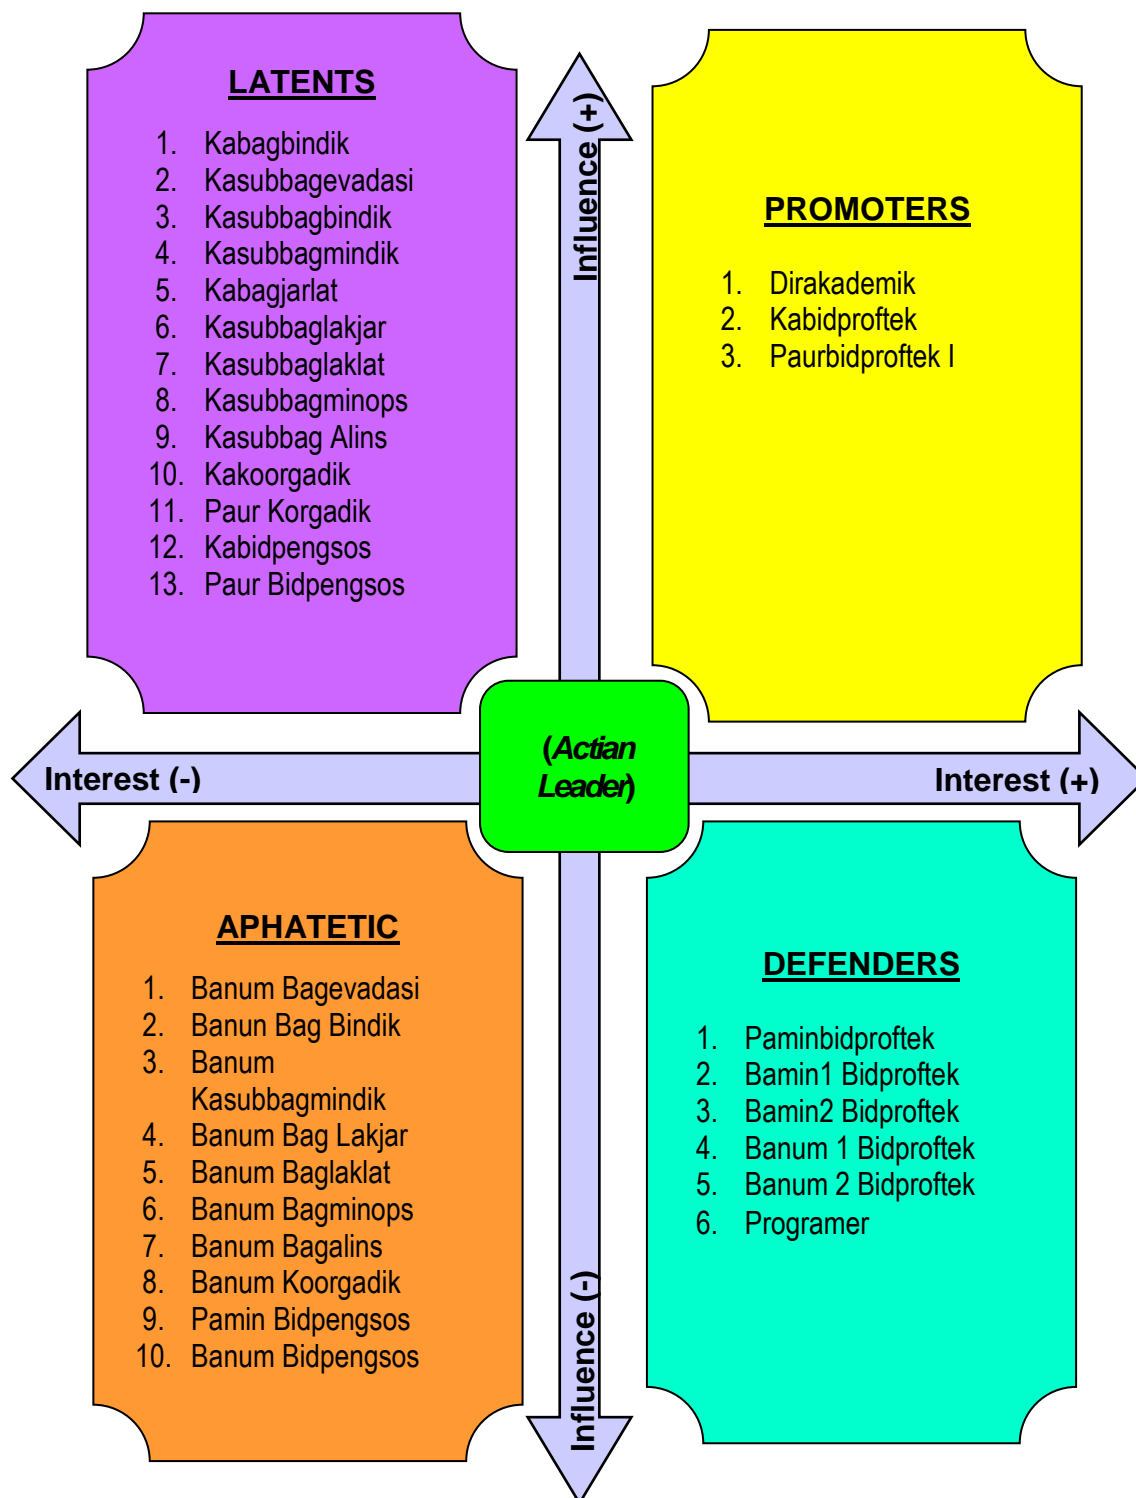 LATENTS
1. Kabagbindik
2. Kasubbagevadasi
3. Kasubbagbindik
4. Kasubbagmindik
5. Kabagjarlat
6. Kasubbaglakjar
7. Kasubbaglaklat
8. Kasubbagminops
9. Kasubbag Alins
10. Kakoorgadik
11. Paur Korgadik
12. Kabidpengsos
13. Paur Bidpengsos
Influence (+)
PROMOTERS
1. Dirakademik
2. Kabidproftek
3. Paurbidproftek I
Interest (-)
(Actian
Leader)
Interest (+)
APHATETIC
1. Banum Bagevadasi
2. Banun Bag Bindik
3. Banum
Kasubbagmindik
4. Banum Bag Lakjar
5. Banum Baglaklat
6. Banum Bagminops
7. Banum Bagalins
8. Banum Koorgadik
9. Pamin Bidpengsos
10. Banum Bidpengsos
Influence (-)
DEFENDERS
1. Paminbidproftek
2. Bamin1 Bidproftek
3. Bamin2 Bidproftek
4. Banum 1 Bidproftek
5. Banum 2 Bidproftek
6. Programer